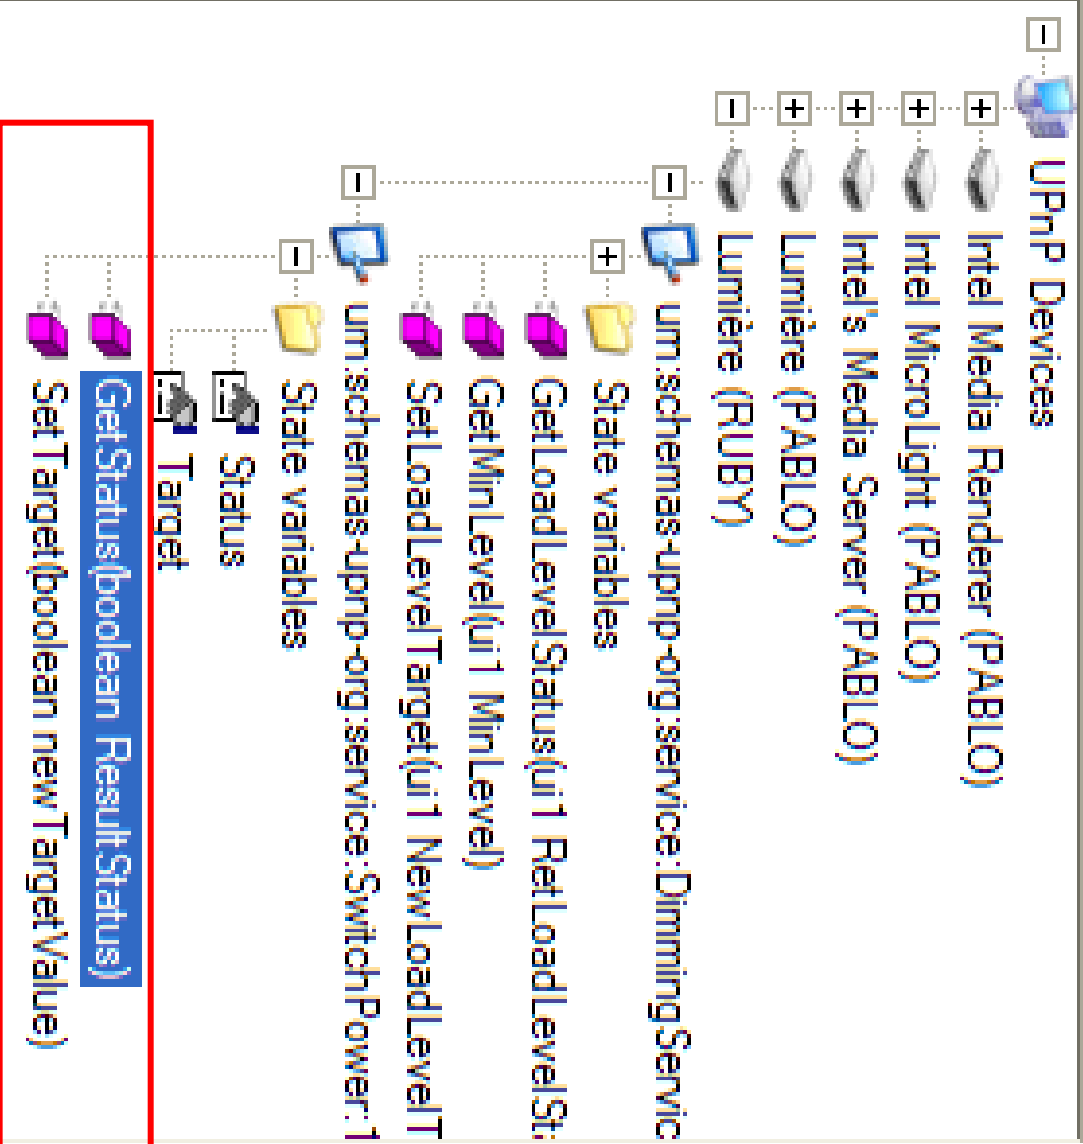 UPnP Devices
Intel Media Renderer (PABLO)
Intel MicroLight (PABLO)
Intel's Media Server (PABLO)
Lumière (PABLO)
Lumière (RUBY)
urn:schemas-upnp-org:service:DimmingServic
State variables
GetLoadLevelStatus(ui1 RetLoadLevelSta
GetMinLevel(ui1 MinLevel)
SetLoadLevelTarget(ui1 NewLoadLevelT
urn:schemas-upnp-org:service:SwitchPower:1
State variables
Status
Target
GetStatus(boolean ResultStatus)
SetTarget(boolean newTargetValue)